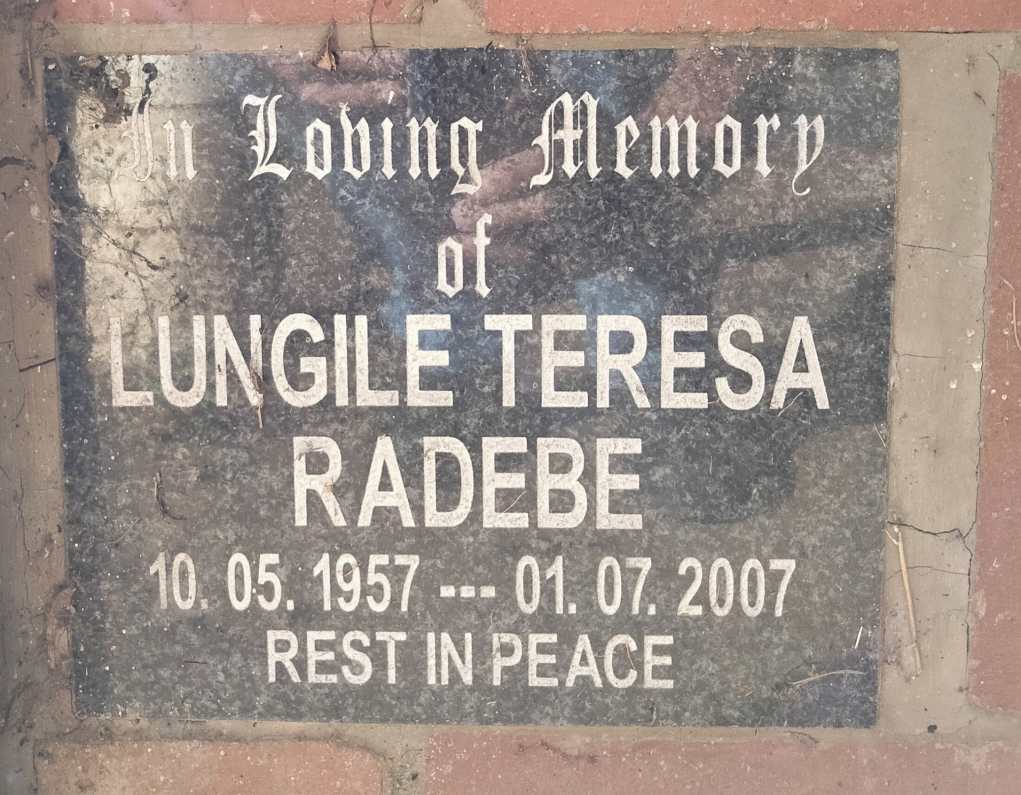 In Loving Memory
of
LUNGILE TERESA
RADEBE
10. 05. 1957 --- 01. 07. 2007
REST IN PEACE